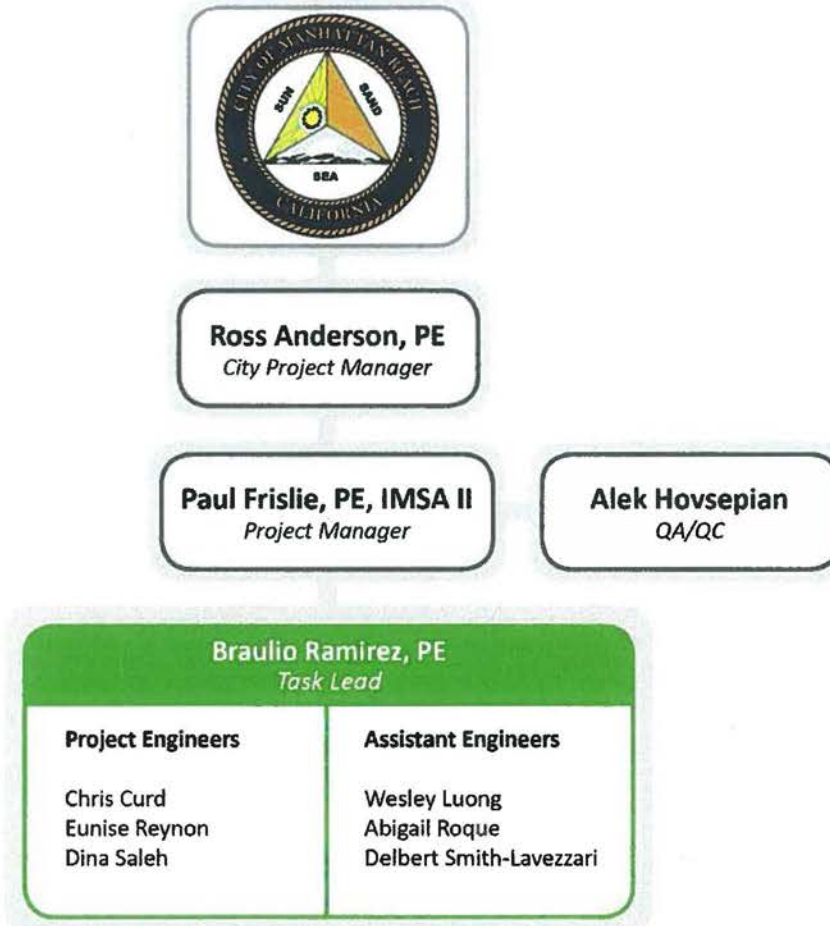 CITY OF MANHATTAN BEACH
SUN
SAND
SEA
CALIFORNIA
Ross Anderson, PE
City Project Manager
Paul Frislie, PE, IMSA II
Project Manager
Alek Hovsepian
QA/QC
Braulio Ramirez, PE
Task Lead
Project Engineers
Chris Curd
Eunise Reynon
Dina Saleh
Assistant Engineers
Wesley Luong
Abigail Roque
Delbert Smith-Lavezzari